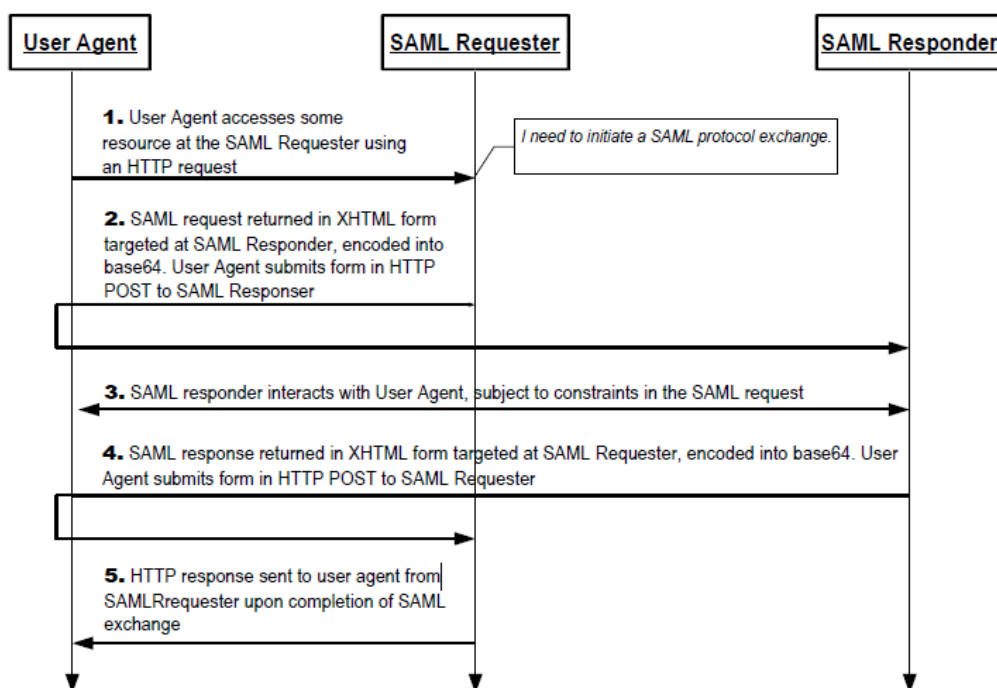 User Agent
SAML Requester
SAML Responder
1. User Agent accesses some
resource at the SAML Requester using
an HTTP request
I need to initiate a SAML protocol exchange.
2. SAML request returned in XHTML form
targeted at SAML Responder, encoded into
base64. User Agent submits form in HTTP
POST to SAML Responser
3. SAML responder interacts with User Agent, subject to constraints in the SAML request
4. SAML response returned in XHTML form targeted at SAML Requester, encoded into base64. User
Agent submits form in HTTP POST to SAML Requester
5. HTTP response sent to user agent from
SAMLRrequester upon completion of SAML
exchange